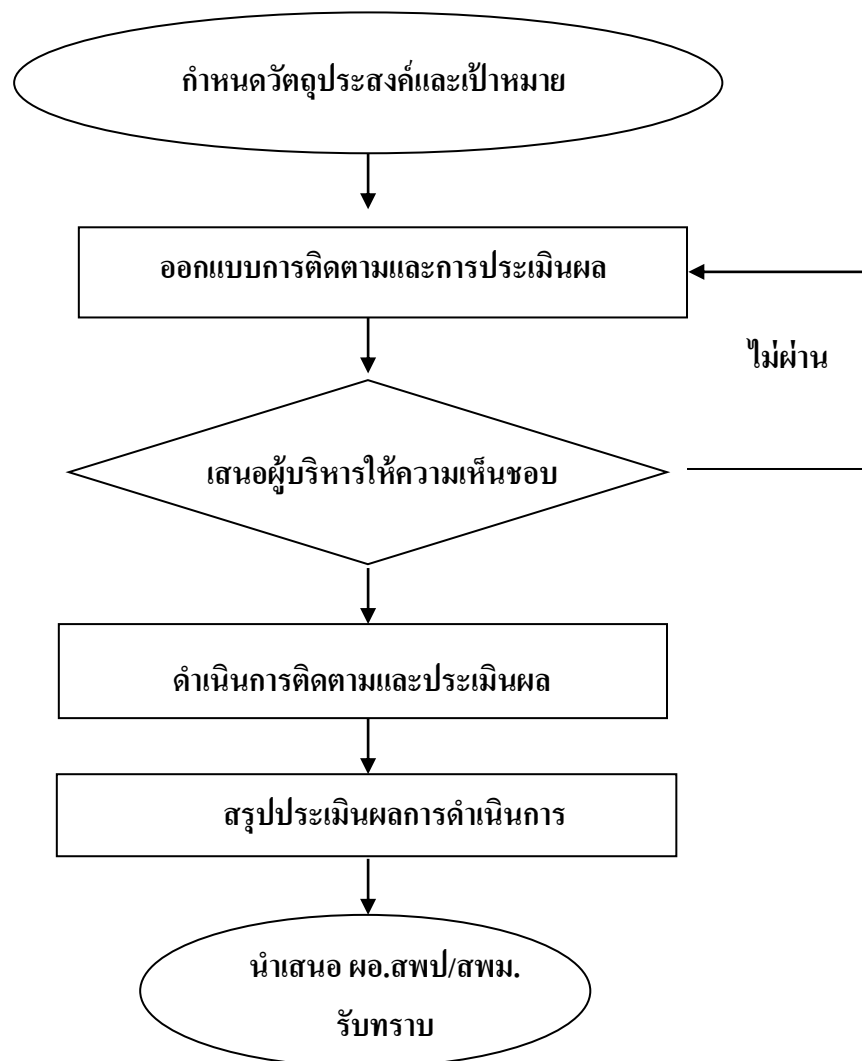 กำหนดวัตถุประสงค์และเป้าหมาย
ออกแบบการติดตามและการประเมินผล
ไม่ผ่าน
เสนอผู้บริหารให้ความเห็นชอบ
ดำเนินการติดตามและประเมินผล
สรุปประเมินผลการดำเนินการ
นำเสนอ ผอ.สพป/สพม.
รับทราบ